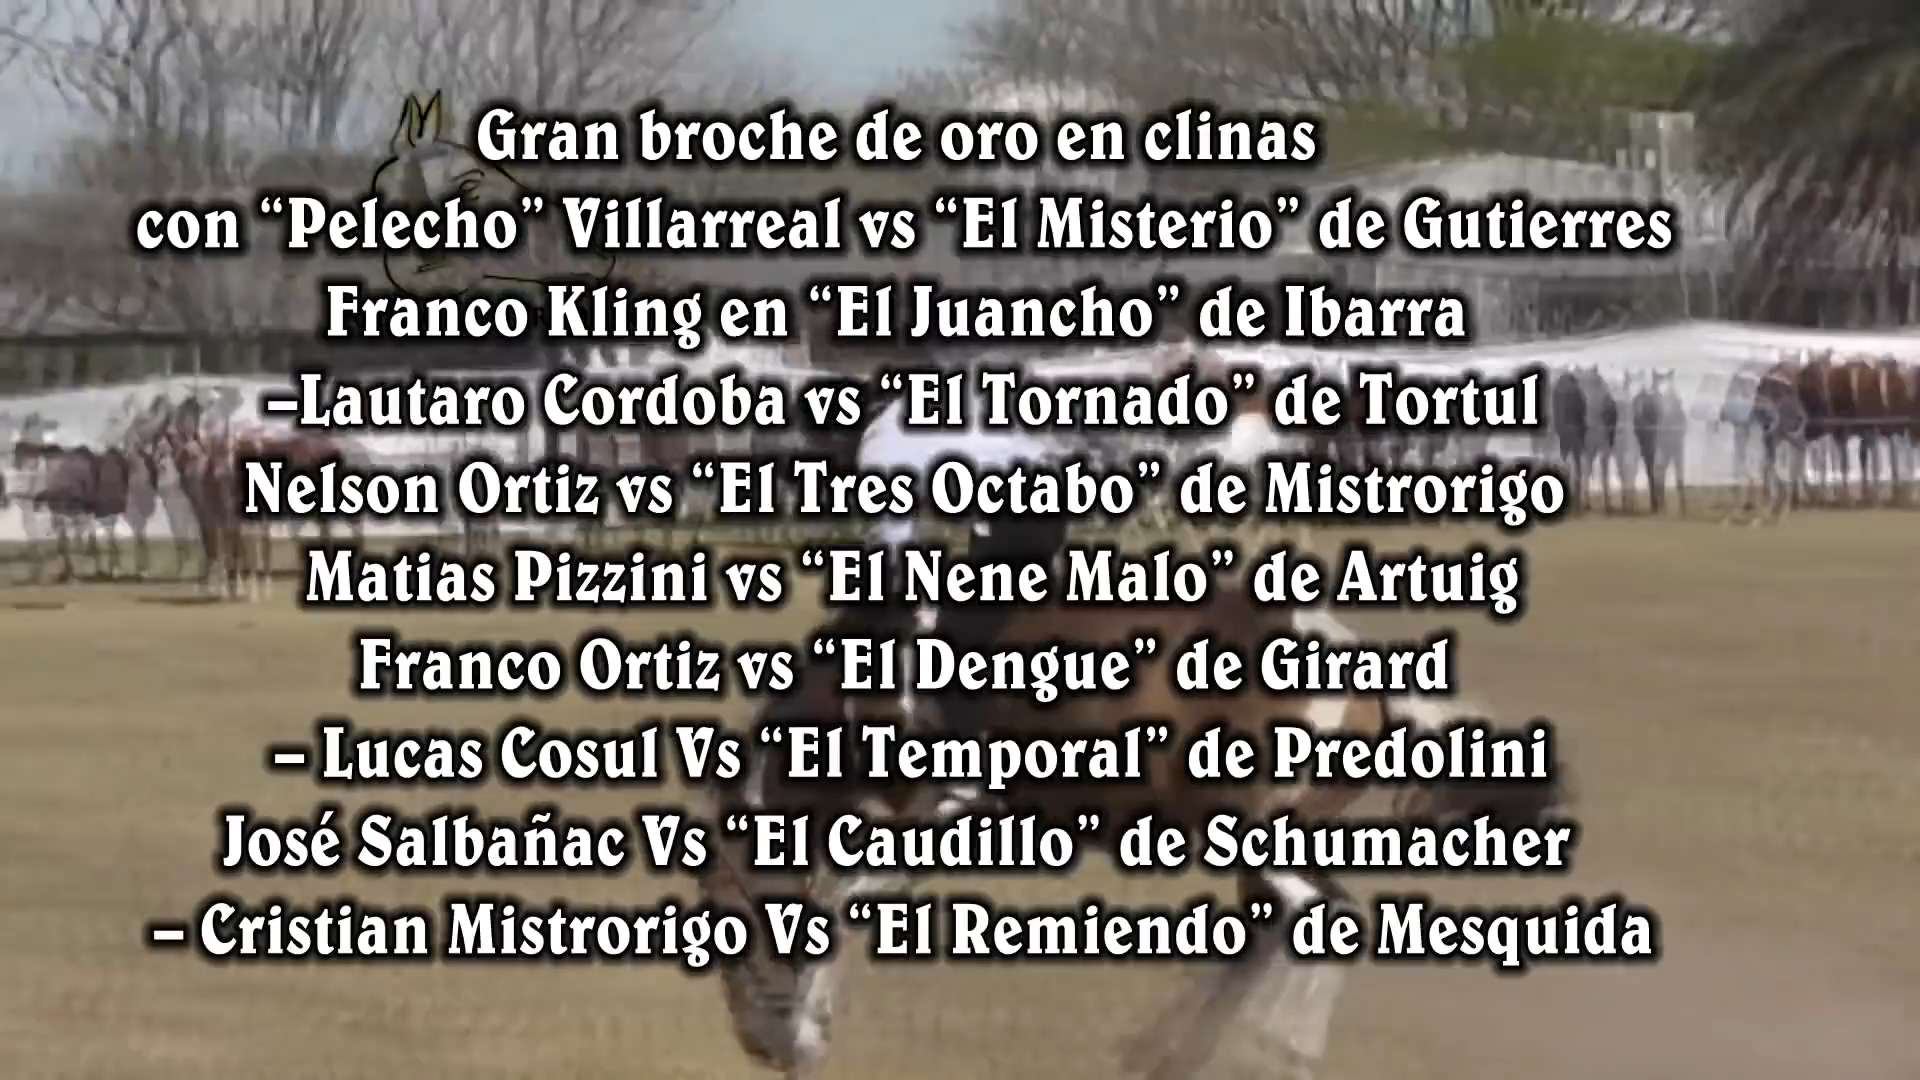 Gran broche de oro en clinas
con “Pelecho” Villarreal vs “El Misterio” de Gutierres
Franco Kling en “El Juancho” de Ibarra
–Lautaro Cordoba vs “El Tornado” de Tortul
Nelson Ortiz vs “El Tres Octabo” de Mistrorigo
Matias Pizzini vs “El Nene Malo” de Artuig
Franco Ortiz vs “El Dengue” de Girard
– Lucas Cosul Vs “El Temporal” de Predolini
José Salbañac Vs “El Caudillo” de Schumacher
– Cristian Mistrorigo Vs “El Remiendo” de Mesquida